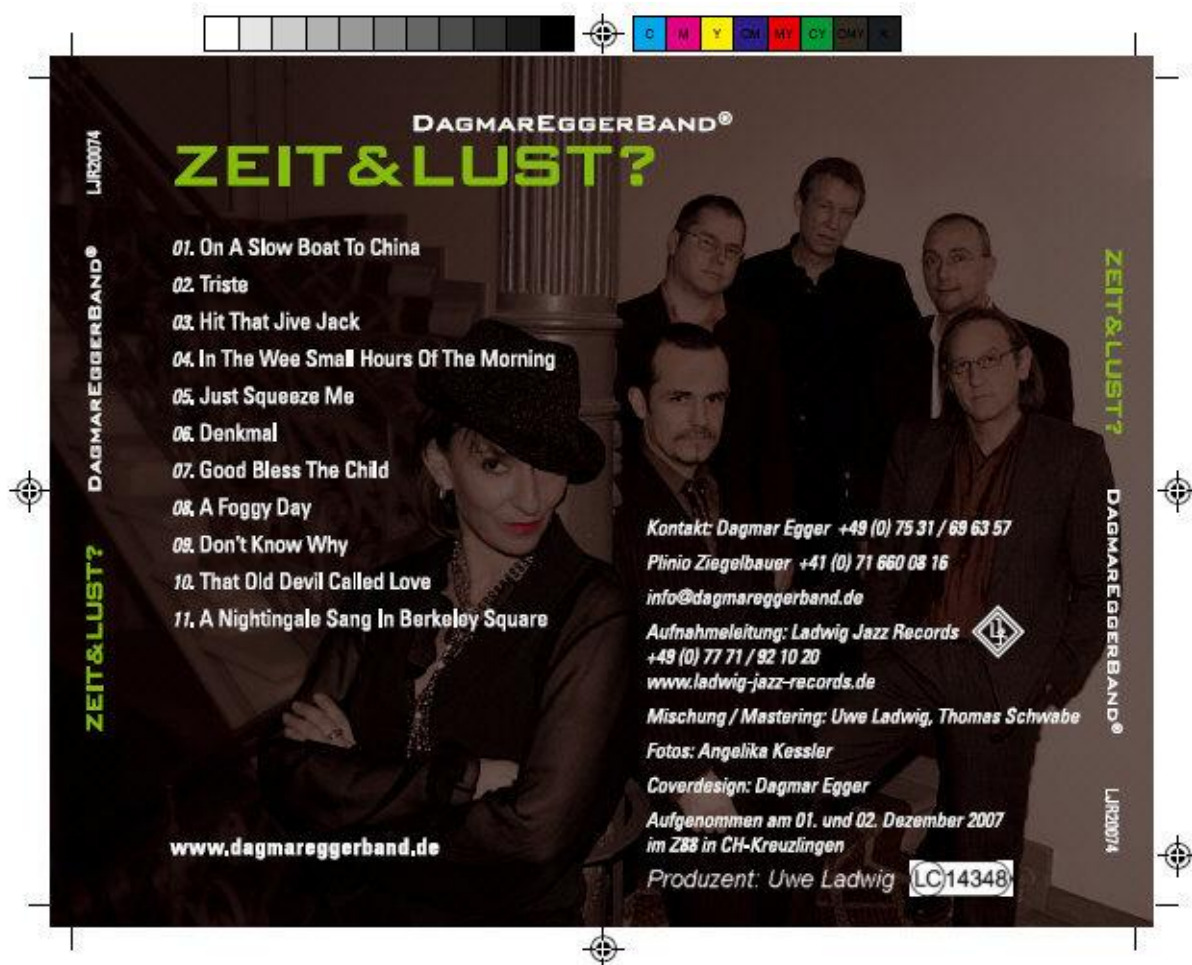 C M Y CM MY CY CMY K
DAGMAREGGERBAND®
ZEIT&LUST?
01. On A Slow Boat To China
02. Triste
03. Hit That Jive Jack
04. In The Wee Small Hours Of The Morning
05. Just Squeeze Me
06. Denkmal
07. Good Bless The Child
08. A Foggy Day
09. Don't Know Why
10. That Old Devil Called Love
11. A Nightingale Sang In Berkeley Square
www.dagmareggerband.de
Kontakt: Dagmar Egger +49 (0) 75 31 / 69 63 57
Plinio Ziegelbauer +41 (0) 71 660 08 16
info@dagmareggerband.de
Aufnahmeleitung: Ladwig Jazz Records
+49 (0) 77 71 / 92 10 20
www.ladwig-jazz-records.de
Mischung / Mastering: Uwe Ladwig, Thomas Schwabe
Fotos: Angelika Kessler
Coverdesign: Dagmar Egger
Aufgenommen am 01. und 02. Dezember 2007
im Z88 in CH-Kreuzlingen
Produzent: Uwe Ladwig LC 14348
ZEIT&LUST? DAGMAREGGERBAND® LJR20074
ZEIT&LUST? DAGMAREGGERBAND® LJR20074